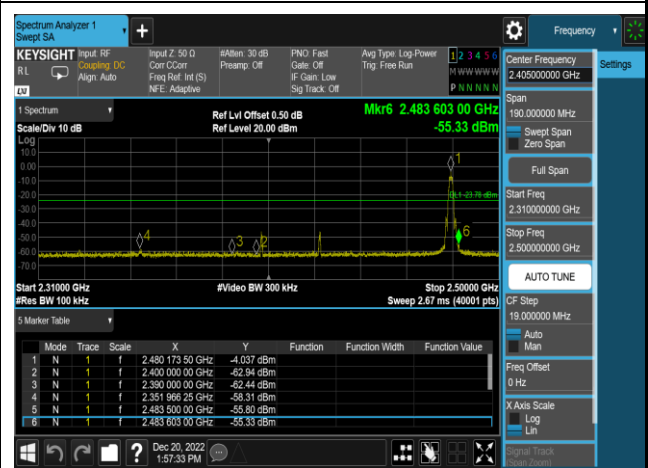 Spectrum Analyzer 1
Swept SA
Frequency
Settings
KEYSIGHT
RL
LXI
Input: RF
Coupling: DC
Align: Auto
Input Z: 50 Ω
Corr CCorr
Freq Ref: Int (S)
NFE: Adaptive
#Atten: 30 dB
Preamp: Off
PNO: Fast
Gate: Off
IF Gain: Low
Sig Track: Off
Avg Type: Log-Power
Trig: Free Run
1 2 3 4 5 6
M W W W W W
P N N N N N
1 Spectrum
Scale/Div 10 dB
Log
Ref Lvl Offset 0.50 dB
Ref Level 20.00 dBm
Mkr6 2.483 603 00 GHz
-55.33 dBm
10.0
0.00
-10.0
-20.0
-30.0
-40.0
-50.0
-60.0
-70.0
1
DL1 -23.78 dBm
4
3
2
6
Start 2.31000 GHz
#Res BW 100 kHz
#Video BW 300 kHz
Stop 2.50000 GHz
Sweep 2.67 ms (40001 pts)
5 Marker Table
Mode Trace Scale X Y Function Function Width Function Value
1 N 1 f 2.480 173 50 GHz -4.037 dBm
2 N 1 f 2.400 000 00 GHz -62.94 dBm
3 N 1 f 2.390 000 00 GHz -62.44 dBm
4 N 1 f 2.351 966 25 GHz -58.31 dBm
5 N 1 f 2.483 500 00 GHz -55.80 dBm
6 N 1 f 2.483 603 00 GHz -55.33 dBm
Dec 20, 2022
1:57:33 PM
Center Frequency
2.405000000 GHz
Span
190.000000 MHz
Swept Span
Zero Span
Full Span
Start Freq
2.310000000 GHz
Stop Freq
2.500000000 GHz
AUTO TUNE
CF Step
19.000000 MHz
Auto
Man
Freq Offset
0 Hz
X Axis Scale
Log
Lin
Signal Track
(Span Zoom)